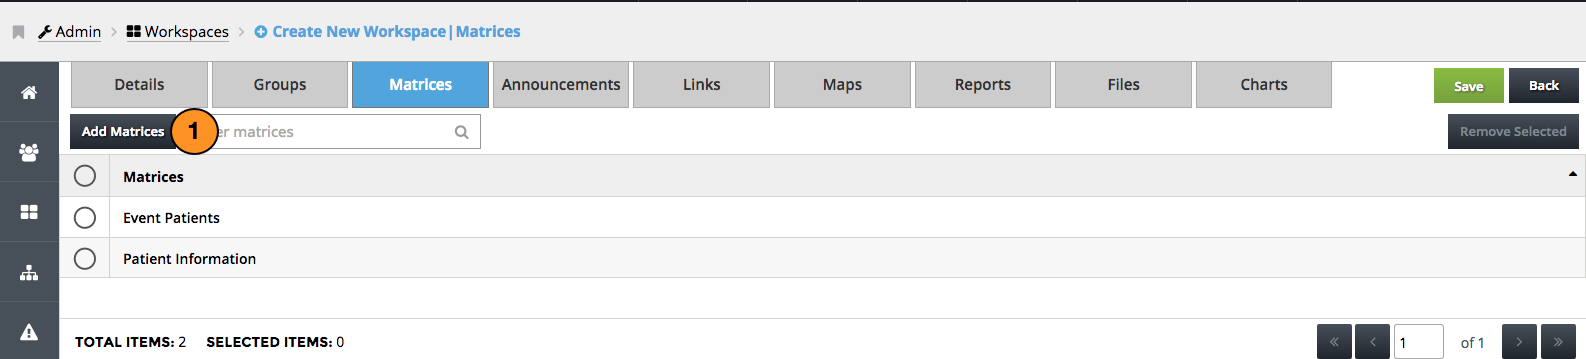 Admin > Workspaces > Create New Workspace|Matrices
Details Groups Matrices Announcements Links Maps Reports Files Charts Save Back
Add Matrices 1 er matrices Remove Selected
Matrices
Event Patients
Patient Information
TOTAL ITEMS: 2 SELECTED ITEMS: 0 « ‹ 1 of 1 › »